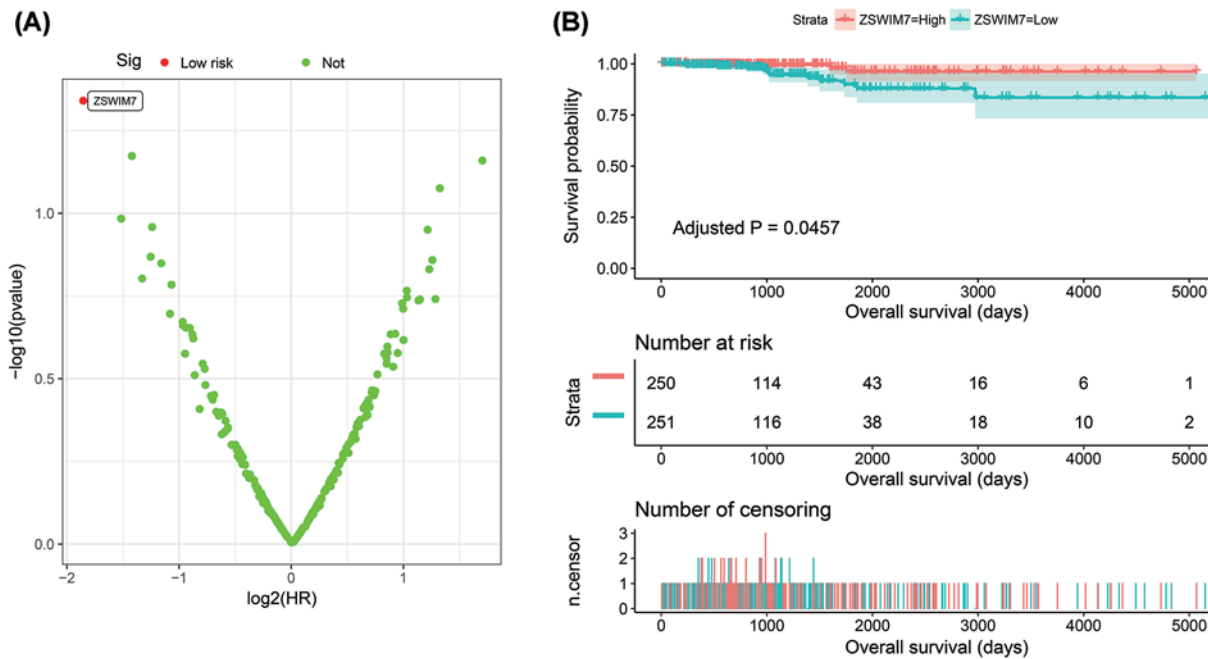 (A)
Sig Low risk Not
ZSWIM7
1.0
0.5
0.0
−2 −1 0 1
log2(HR)
−log10(pvalue)
(B)
Strata ZSWIM7=High ZSWIM7=Low
1.00
0.75
0.50
0.25
0.00
Survival probability
Adjusted P = 0.0457
0 1000 2000 3000 4000 5000
Overall survival (days)
Number at risk
Strata
250 114 43 16 6 1
251 116 38 18 10 2
0 1000 2000 3000 4000 5000
Overall survival (days)
Number of censoring
n.censor
3
2
1
0
0 1000 2000 3000 4000 5000
Overall survival (days)